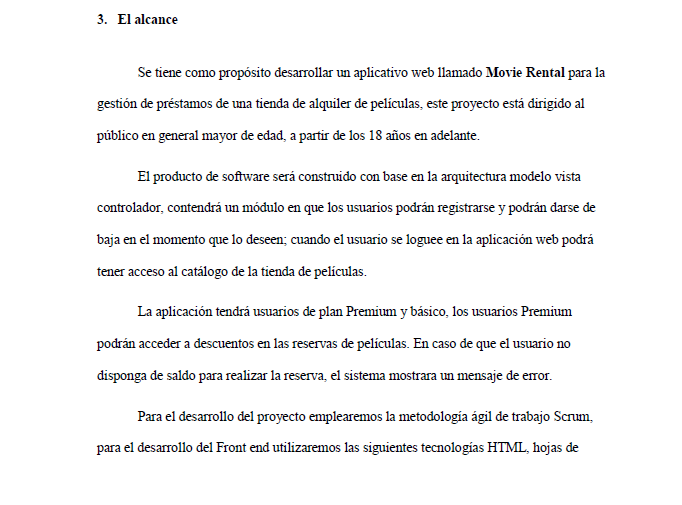 3. El alcance
Se tiene como propósito desarrollar un aplicativo web llamado Movie Rental para la
gestión de préstamos de una tienda de alquiler de películas, este proyecto está dirigido al
público en general mayor de edad, a partir de los 18 años en adelante.
El producto de software será construido con base en la arquitectura modelo vista
controlador, contendrá un módulo en que los usuarios podrán registrarse y podrán darse de
baja en el momento que lo deseen; cuando el usuario se loguee en la aplicación web podrá
tener acceso al catálogo de la tienda de películas.
La aplicación tendrá usuarios de plan Premium y básico, los usuarios Premium
podrán acceder a descuentos en las reservas de películas. En caso de que el usuario no
disponga de saldo para realizar la reserva, el sistema mostrara un mensaje de error.
Para el desarrollo del proyecto emplearemos la metodología ágil de trabajo Scrum,
para el desarrollo del Front end utilizaremos las siguientes tecnologías HTML, hojas de